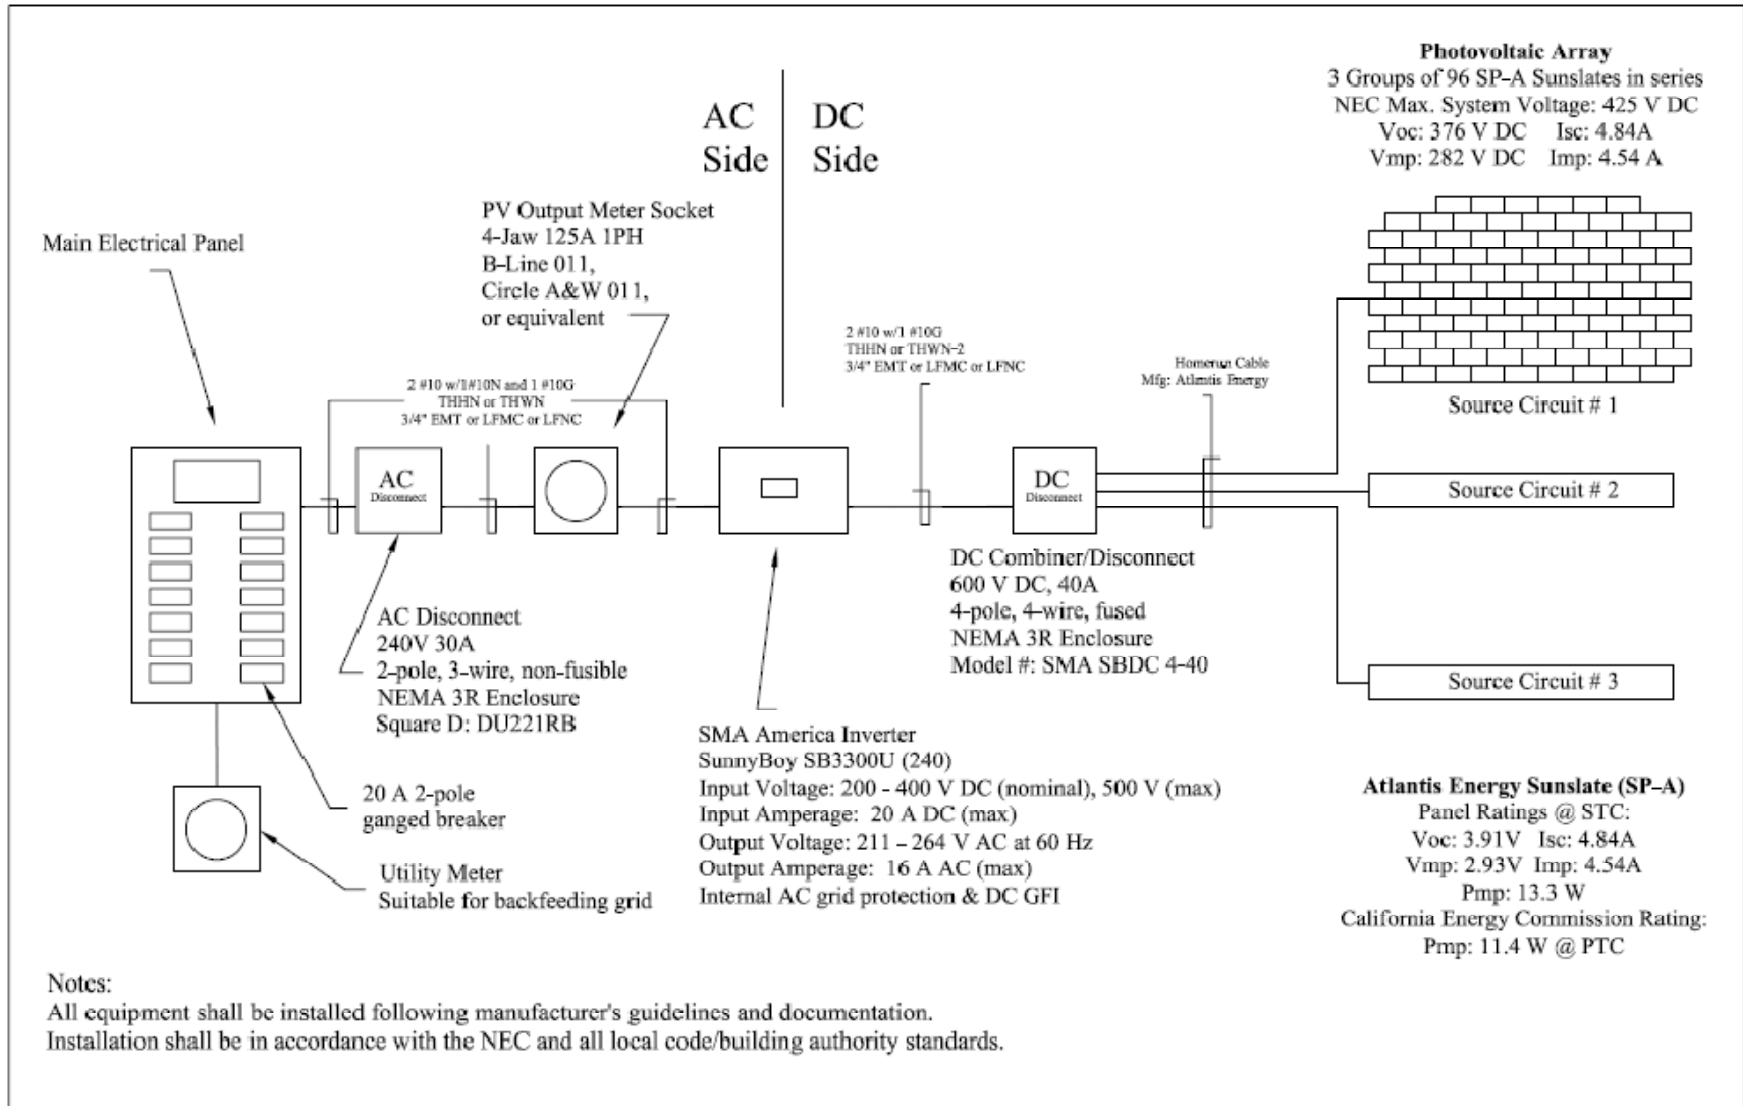 Photovoltaic Array
3 Groups of 96 SP-A Sunslates in series
NEC Max. System Voltage: 425 V DC
Voc: 376 V DC Isc: 4.84A
Vmp: 282 V DC Imp: 4.54 A
AC
Side
DC
Side
PV Output Meter Socket
4-Jaw 125A 1PH
B-Line 011,
Circle A&W 011,
or equivalent
Main Electrical Panel
2 #10 w/1 #10G
THHN or THWN-2
3/4" EMT or LFMC or LFNC
Homerun Cable
Mfg: Atlantis Energy
2 #10 w/1#10N and 1 #10G
THHN or THWN
3/4" EMT or LFMC or LFNC
Source Circuit # 1
AC
Disconnect
DC
Disconnect
Source Circuit # 2
Source Circuit # 3
DC Combiner/Disconnect
600 V DC, 40A
4-pole, 4-wire, fused
NEMA 3R Enclosure
Model #: SMA SBDC 4-40
AC Disconnect
240V 30A
2-pole, 3-wire, non-fusible
NEMA 3R Enclosure
Square D: DU221RB
SMA America Inverter
SunnyBoy SB3300U (240)
Input Voltage: 200 - 400 V DC (nominal), 500 V (max)
Input Amperage: 20 A DC (max)
Output Voltage: 211 – 264 V AC at 60 Hz
Output Amperage: 16 A AC (max)
Internal AC grid protection & DC GFI
20 A 2-pole
ganged breaker
Utility Meter
Suitable for backfeeding grid
Atlantis Energy Sunslate (SP-A)
Panel Ratings @ STC:
Voc: 3.91V Isc: 4.84A
Vmp: 2.93V Imp: 4.54A
Pmp: 13.3 W
California Energy Commission Rating:
Pmp: 11.4 W @ PTC
Notes:
All equipment shall be installed following manufacturer's guidelines and documentation.
Installation shall be in accordance with the NEC and all local code/building authority standards.